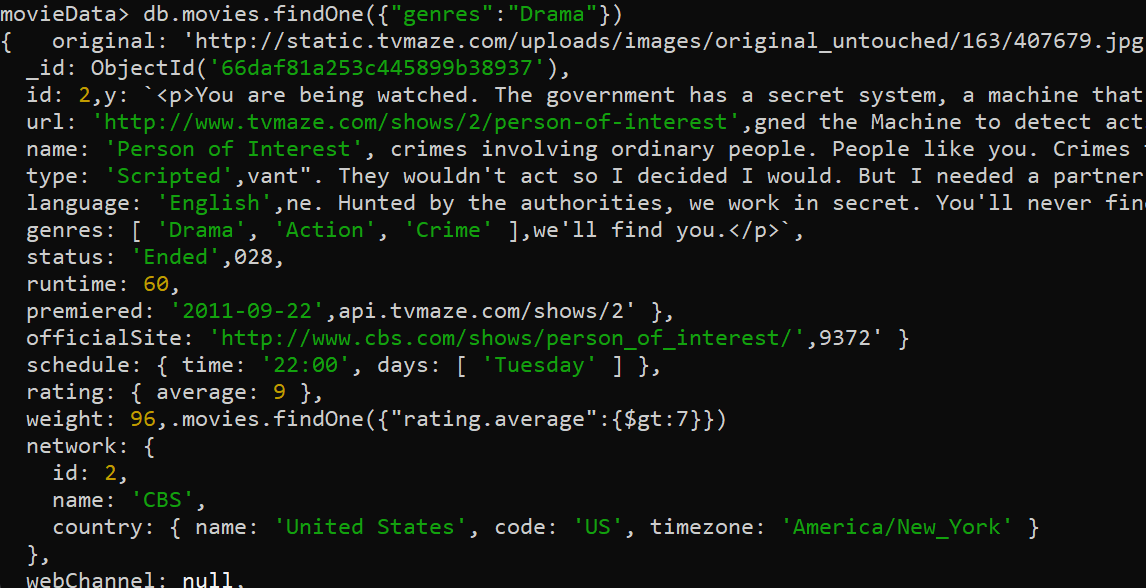 movieData> db.movies.findOne({"genres":"Drama"})
{   original: 'http://static.tvmaze.com/uploads/images/original_untouched/163/407679.jpg
  _id: ObjectId('66daf81a253c445899b38937'),
  id: 2,y: `<p>You are being watched. The government has a secret system, a machine that
  url: 'http://www.tvmaze.com/shows/2/person-of-interest',gned the Machine to detect act
  name: 'Person of Interest', crimes involving ordinary people. People like you. Crimes
  type: 'Scripted',vant". They wouldn't act so I decided I would. But I needed a partner
  language: 'English',ne. Hunted by the authorities, we work in secret. You'll never fin
  genres: [ 'Drama', 'Action', 'Crime' ],we'll find you.</p>`,
  status: 'Ended',028,
  runtime: 60,
  premiered: '2011-09-22',api.tvmaze.com/shows/2' },
  officialSite: 'http://www.cbs.com/shows/person_of_interest/',9372' }
  schedule: { time: '22:00', days: [ 'Tuesday' ] },
  rating: { average: 9 },
  weight: 96,.movies.findOne({"rating.average":{$gt:7}})
  network: {
    id: 2,
    name: 'CBS',
    country: { name: 'United States', code: 'US', timezone: 'America/New_York' }
  },
  webChannel: null,